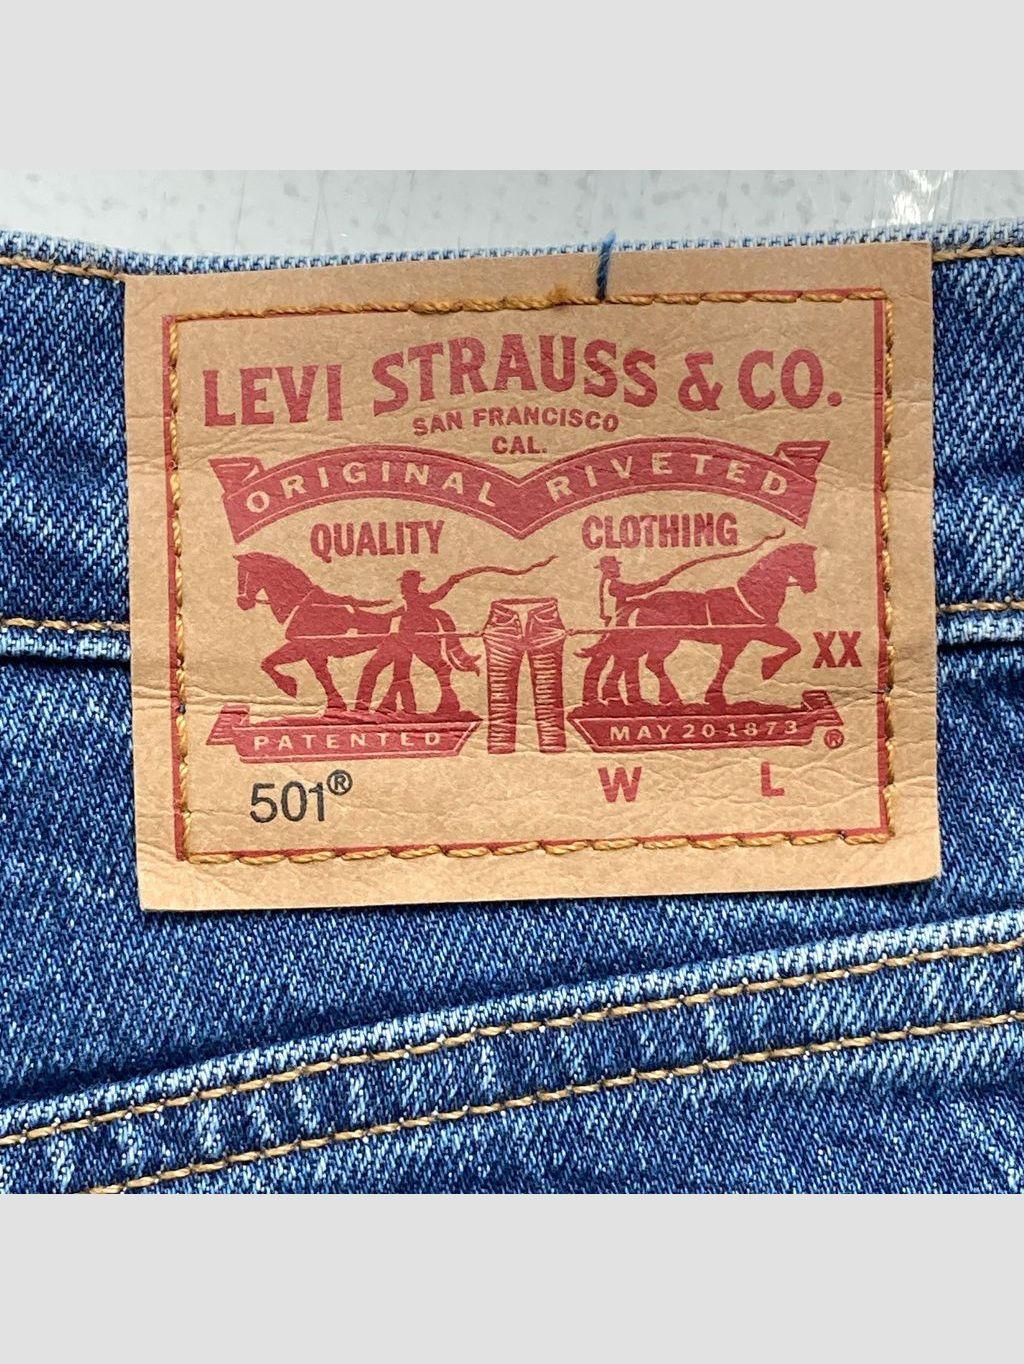 LEVI STRAUSS & CO.
SAN FRANCISCO
CAL.
ORIGINAL RIVETED
QUALITY CLOTHING
XX
PATENTED MAY 20 1873 ®
501® W L